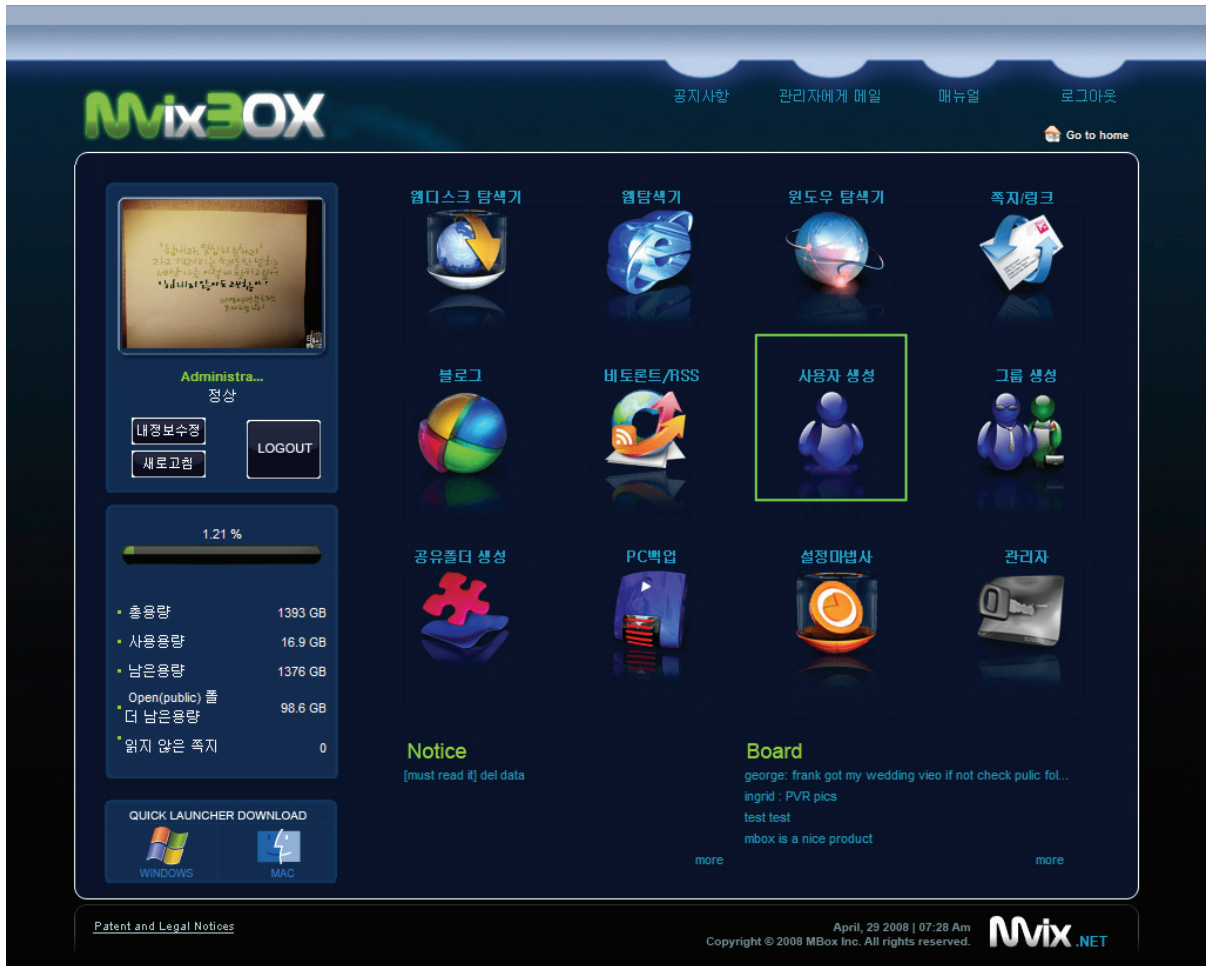 공지사항 관리자에게 메일 매뉴얼 로그아웃
MvixBOX
Go to home
웹디스크 탐색기 웹탐색기 윈도우 탐색기 쪽지/링크
Administra...
정상
내정보수정
새로고침
LOGOUT
블로그 비토론트/RSS 사용자 생성 그룹 생성
1.21 %
총용량 1393 GB
사용용량 16.9 GB
남은용량 1376 GB
Open(public) 폴
더 남은용량 98.6 GB
읽지 않은 쪽지 0
공유폴더 생성 PC백업 설정마법사 관리자
Notice
[must read it] del data
more
Board
george: frank got my wedding vieo if not check pulic fol...
ingrid : PVR pics
test test
mbox is a nice product
more
QUICK LAUNCHER DOWNLOAD
WINDOWS MAC
Patent and Legal Notices
April, 29 2008 | 07:28 Am
Copyright © 2008 MBox Inc. All rights reserved.
Mvix.NET